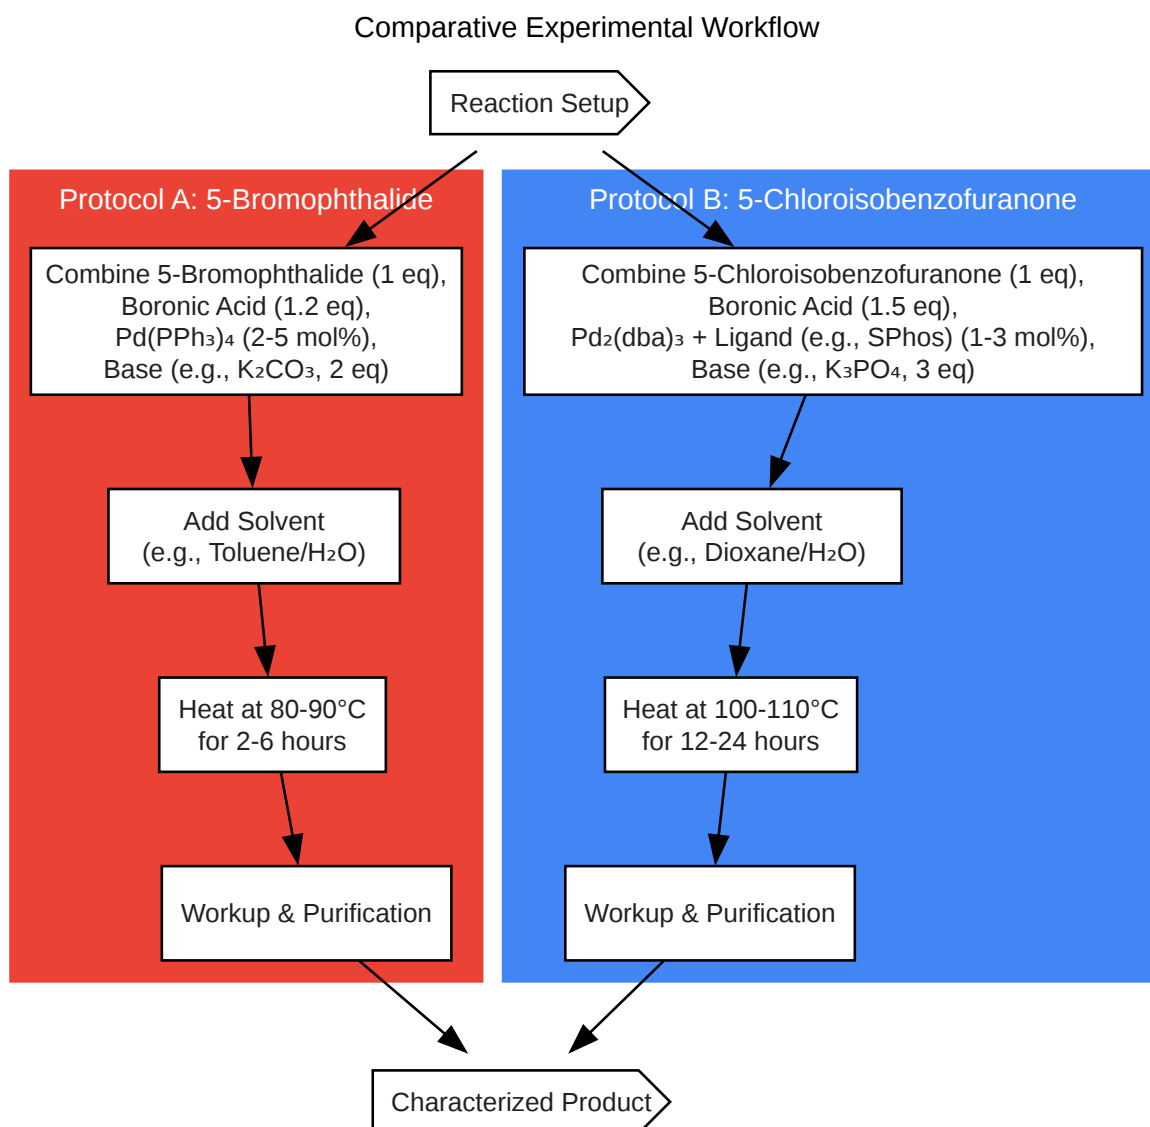 Comparative Experimental Workflow
Reaction Setup
Protocol A: 5-Bromophthalide
Combine 5-Bromophthalide (1 eq),
Boronic Acid (1.2 eq),
Pd(PPh₃)₄ (2-5 mol%),
Base (e.g., K₂CO₃, 2 eq)
Add Solvent
(e.g., Toluene/H₂O)
Heat at 80-90°C
for 2-6 hours
Workup & Purification
Protocol B: 5-Chloroisobenzofuranone
Combine 5-Chloroisobenzofuranone (1 eq),
Boronic Acid (1.5 eq),
Pd₂(dba)₃ + Ligand (e.g., SPhos) (1-3 mol%),
Base (e.g., K₃PO₄, 3 eq)
Add Solvent
(e.g., Dioxane/H₂O)
Heat at 100-110°C
for 12-24 hours
Workup & Purification
Characterized Product